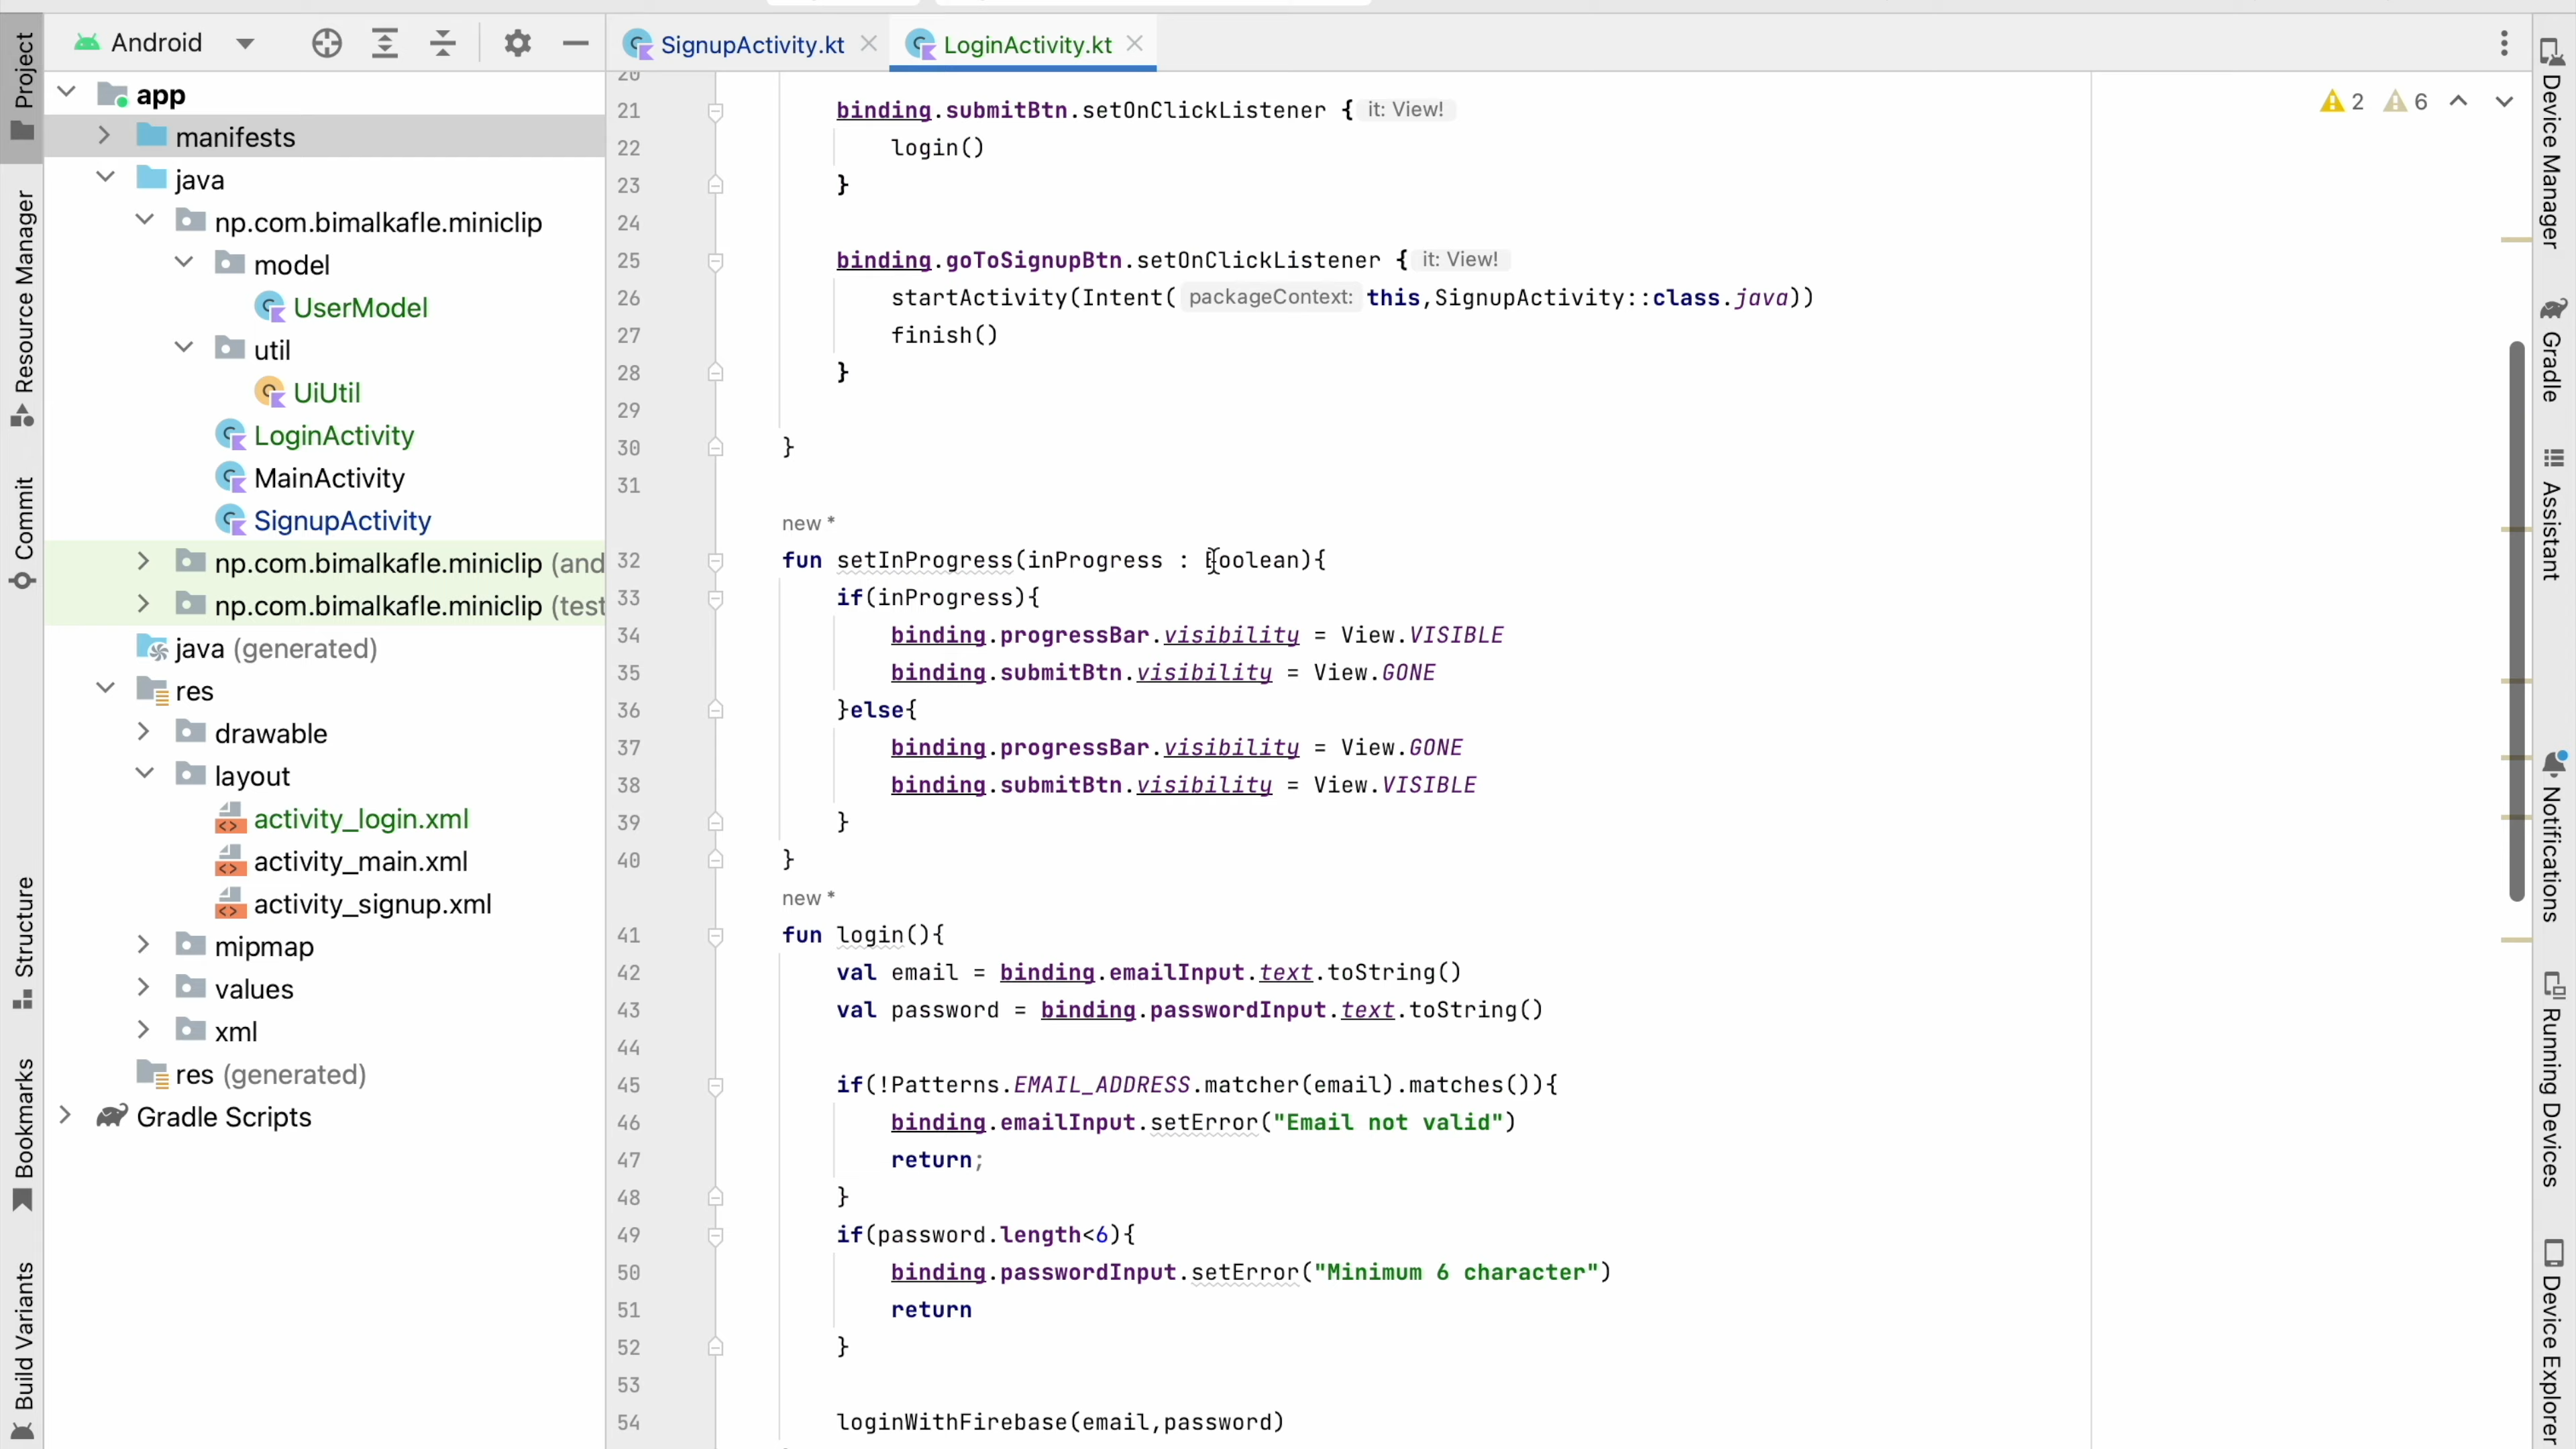 Android
SignupActivity.kt
LoginActivity.kt
Project
Resource Manager
Commit
Structure
Bookmarks
Build Variants
app
manifests
java
np.com.bimalkafle.miniclip
model
UserModel
util
UiUtil
LoginActivity
MainActivity
SignupActivity
np.com.bimalkafle.miniclip (and
np.com.bimalkafle.miniclip (test
java (generated)
res
drawable
layout
activity_login.xml
activity_main.xml
activity_signup.xml
mipmap
values
xml
res (generated)
Gradle Scripts
20
21 binding.submitBtn.setOnClickListener { it: View!
22 login()
23 }
24
25 binding.goToSignupBtn.setOnClickListener { it: View!
26 startActivity(Intent( packageContext: this,SignupActivity::class.java))
27 finish()
28 }
29
30 }
31
new *
32 fun setInProgress(inProgress : Boolean){
33 if(inProgress){
34 binding.progressBar.visibility = View.VISIBLE
35 binding.submitBtn.visibility = View.GONE
36 }else{
37 binding.progressBar.visibility = View.GONE
38 binding.submitBtn.visibility = View.VISIBLE
39 }
40 }
new *
41 fun login(){
42 val email = binding.emailInput.text.toString()
43 val password = binding.passwordInput.text.toString()
44
45 if(!Patterns.EMAIL_ADDRESS.matcher(email).matches()){
46 binding.emailInput.setError("Email not valid")
47 return;
48 }
49 if(password.length<6){
50 binding.passwordInput.setError("Minimum 6 character")
51 return
52 }
53
54 loginWithFirebase(email,password)
2 6
Device Manager
Gradle
Assistant
Notifications
Running Devices
Device Explorer